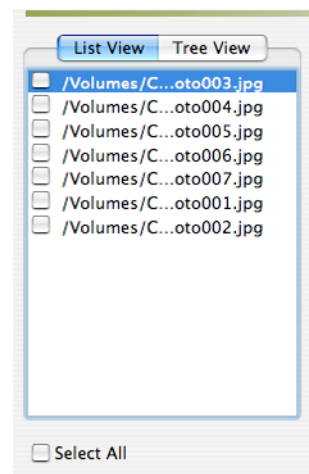 List View Tree View
/Volumes/C...oto003.jpg
/Volumes/C...oto004.jpg
/Volumes/C...oto005.jpg
/Volumes/C...oto006.jpg
/Volumes/C...oto007.jpg
/Volumes/C...oto001.jpg
/Volumes/C...oto002.jpg
Select All